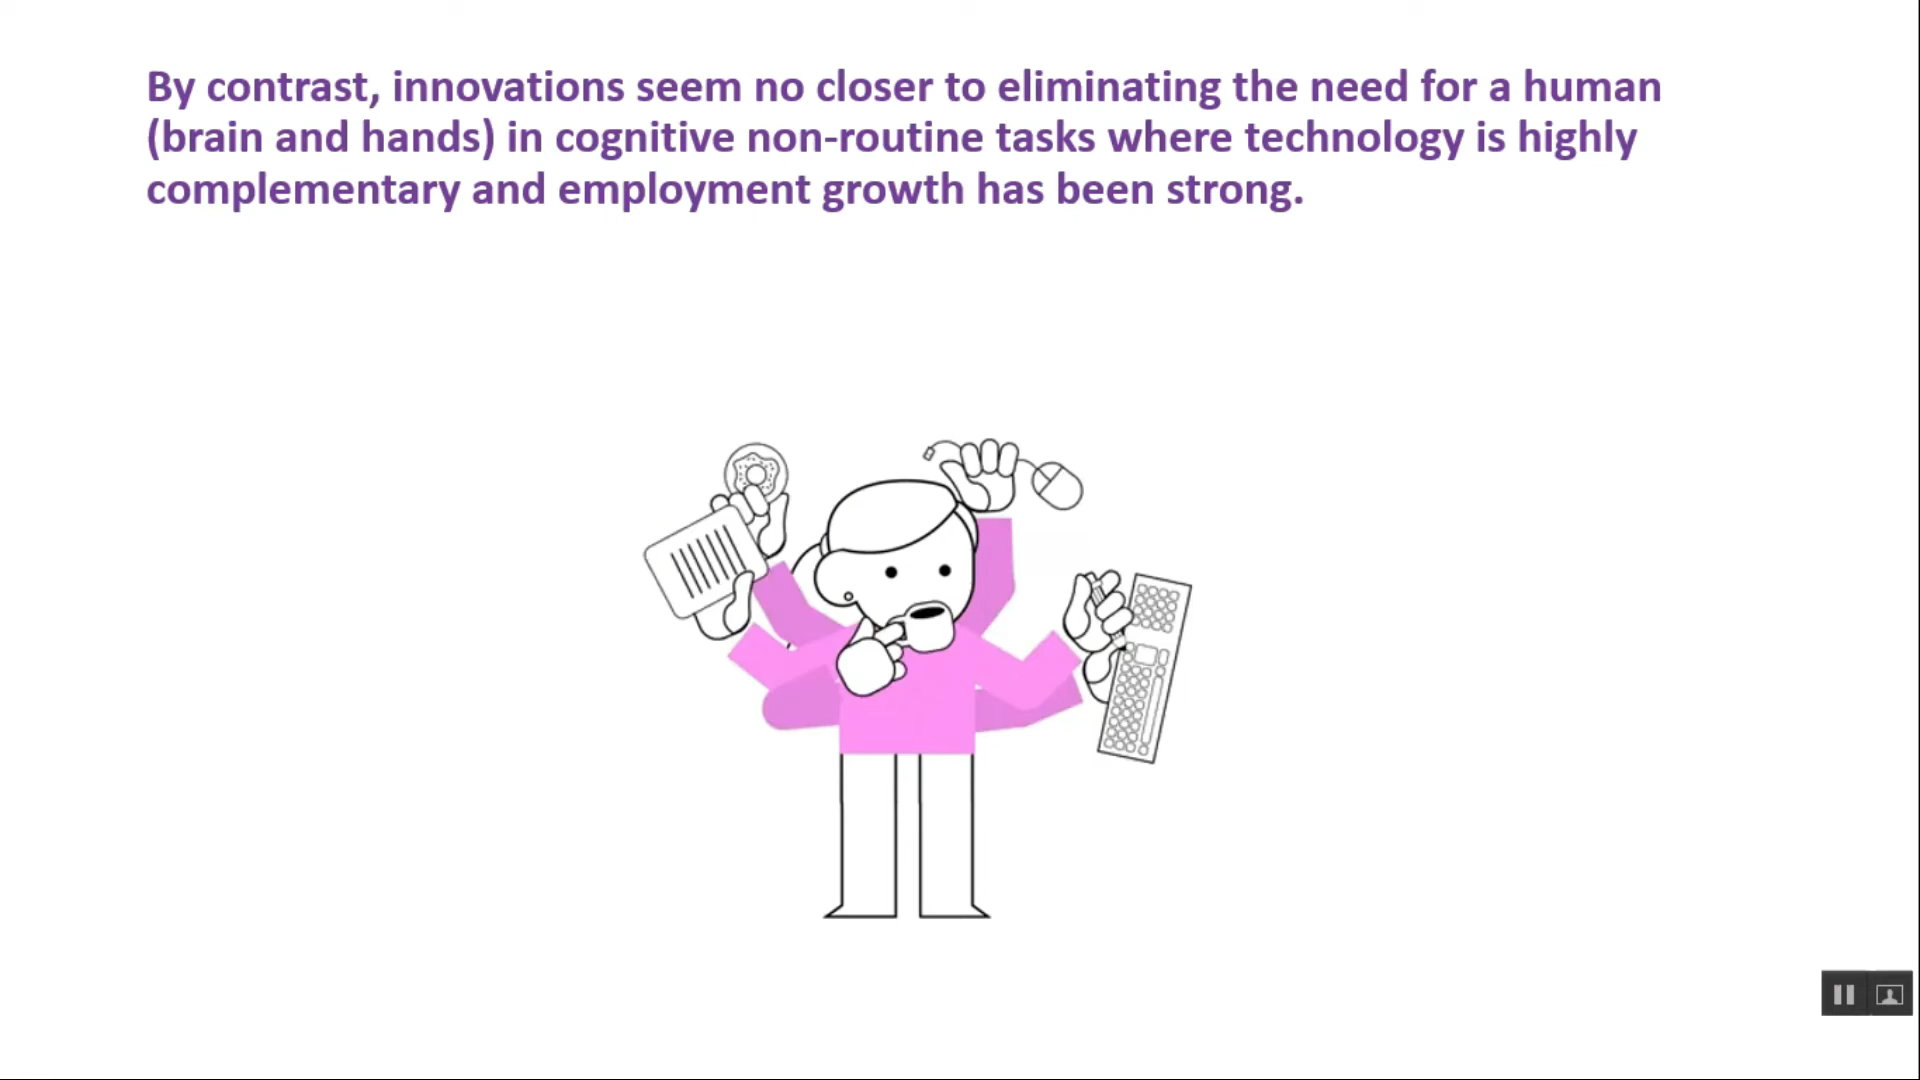 By contrast, innovations seem no closer to eliminating the need for a human
(brain and hands) in cognitive non-routine tasks where technology is highly
complementary and employment growth has been strong.